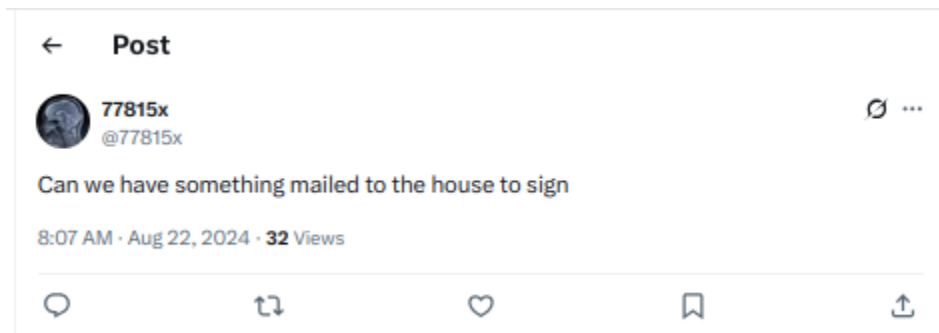 Post
77815x
@77815x
Can we have something mailed to the house to sign
8:07 AM · Aug 22, 2024 · 32 Views